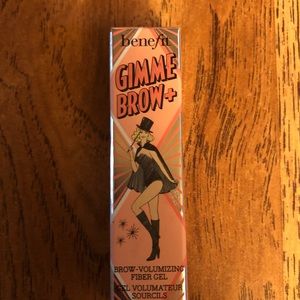 benefit
GIMME
BROW+
BROW-VOLUMIZING
FIBER GEL
GEL VOLUMATEUR
SOURCILS